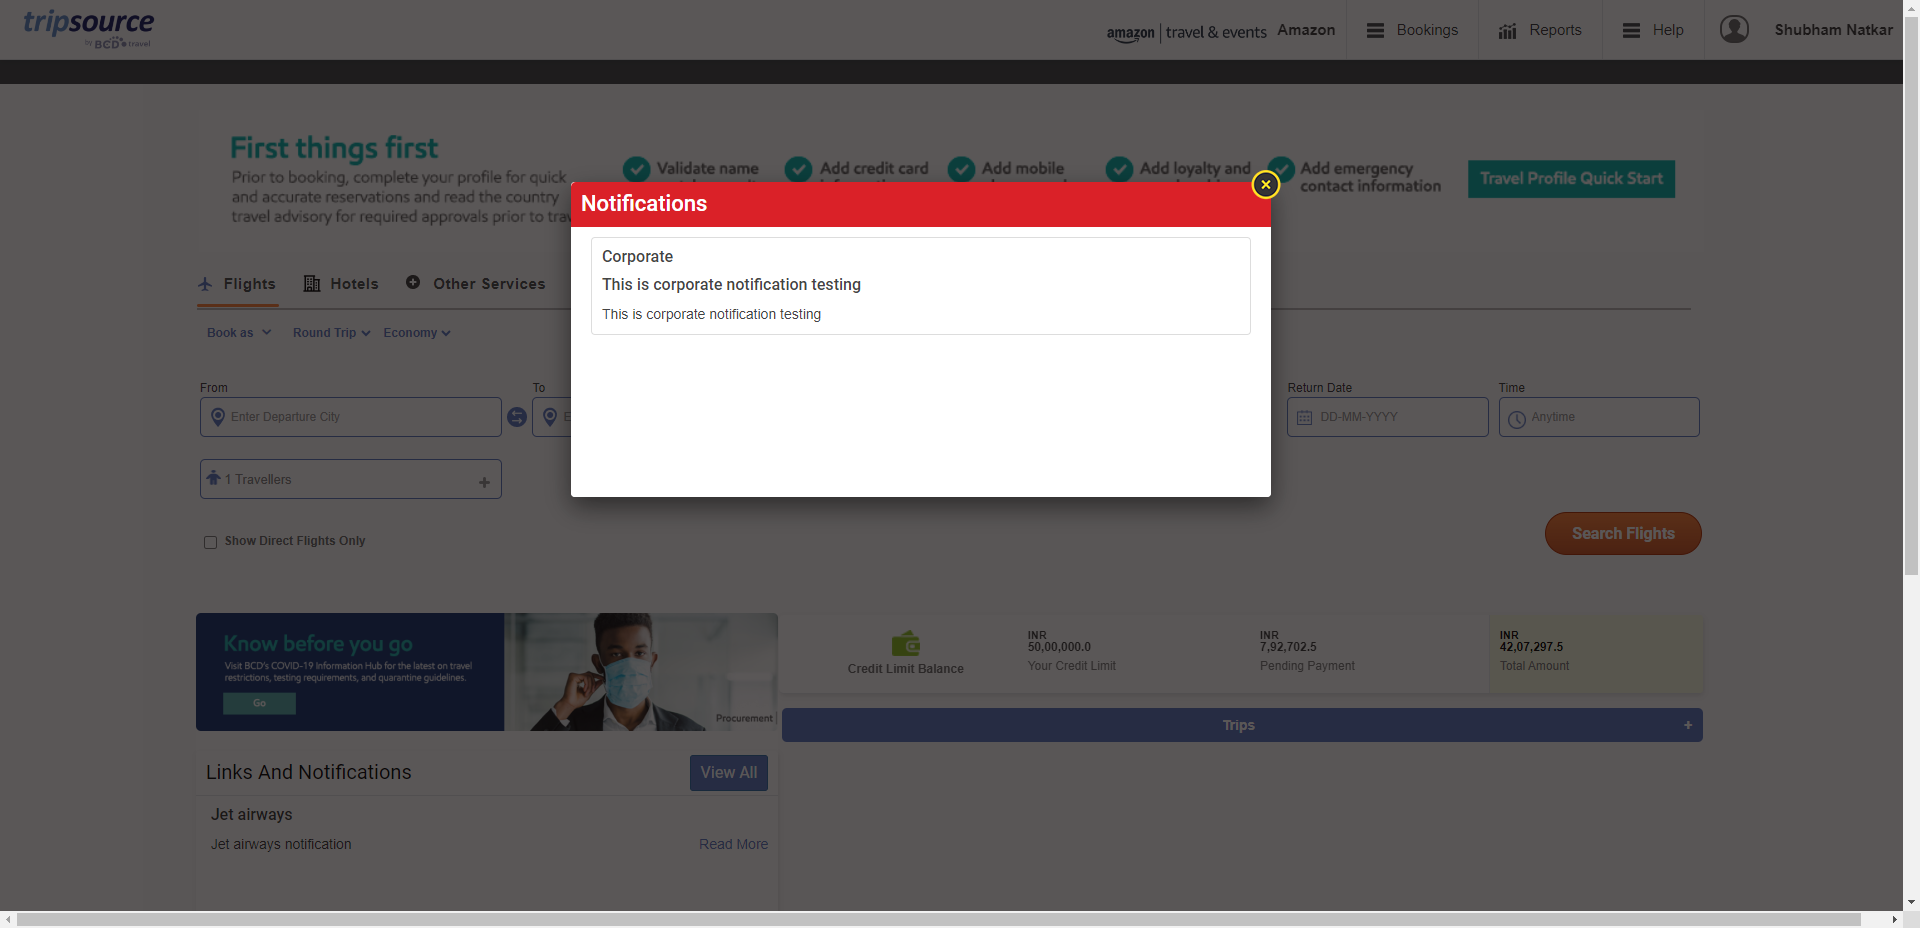 tripsource
by BCD travel
amazon | travel & events Amazon
Bookings
Reports
Help
Shubham Natkar
First things first
Prior to booking, complete your profile for quick
and accurate reservations and read the country
travel advisory for required approvals prior to trav
Validate name
Add credit card
Add mobile
Add loyalty and
Add emergency
contact information
Travel Profile Quick Start
Notifications
Corporate
This is corporate notification testing
This is corporate notification testing
Flights
Hotels
Other Services
Book as
Round Trip
Economy
From
To
Return Date
Time
Enter Departure City
E
DD-MM-YYYY
Anytime
1 Travellers
+
Show Direct Flights Only
Search Flights
Know before you go
Visit BCD's COVID-19 Information Hub for the latest on travel
restrictions, testing requirements, and quarantine guidelines.
Go
Procurement
Credit Limit Balance
INR
50,00,000.0
Your Credit Limit
INR
7,92,702.5
Pending Payment
INR
42,07,297.5
Total Amount
Trips
+
Links And Notifications
View All
Jet airways
Jet airways notification
Read More